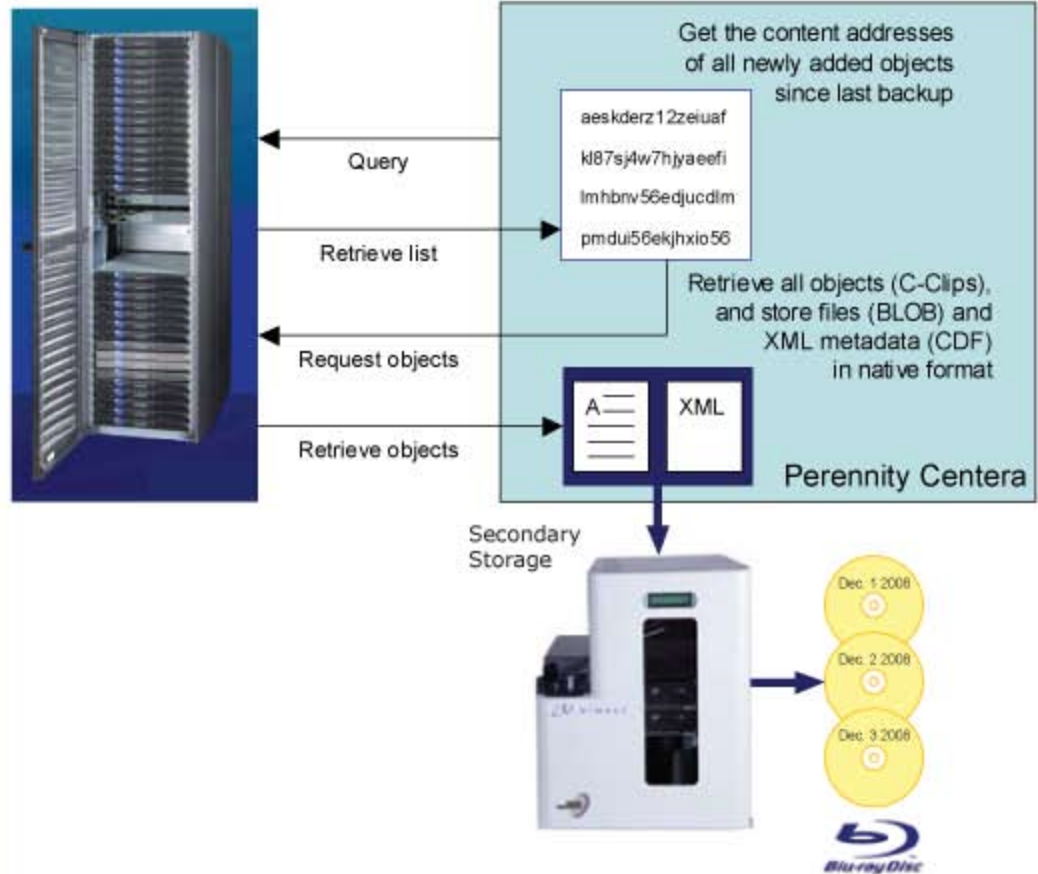 Get the content addresses
of all newly added objects
since last backup
aeskderz12zeiuaf
kl87sj4w7hjyaeefi
lmhbnv56edjucdlm
pmdui56ekjhxio56
Query
Retrieve list
Request objects
Retrieve objects
Retrieve all objects (C-Clips),
and store files (BLOB) and
XML metadata (CDF)
in native format
A
XML
Perennity Centera
Secondary
Storage
Dec. 1 2008
Dec. 2 2008
Dec. 3 2008
Blu-ray Disc